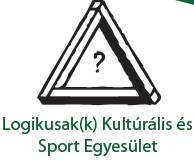 ?
Logikusak(k) Kultúrális és
Sport Egyesület